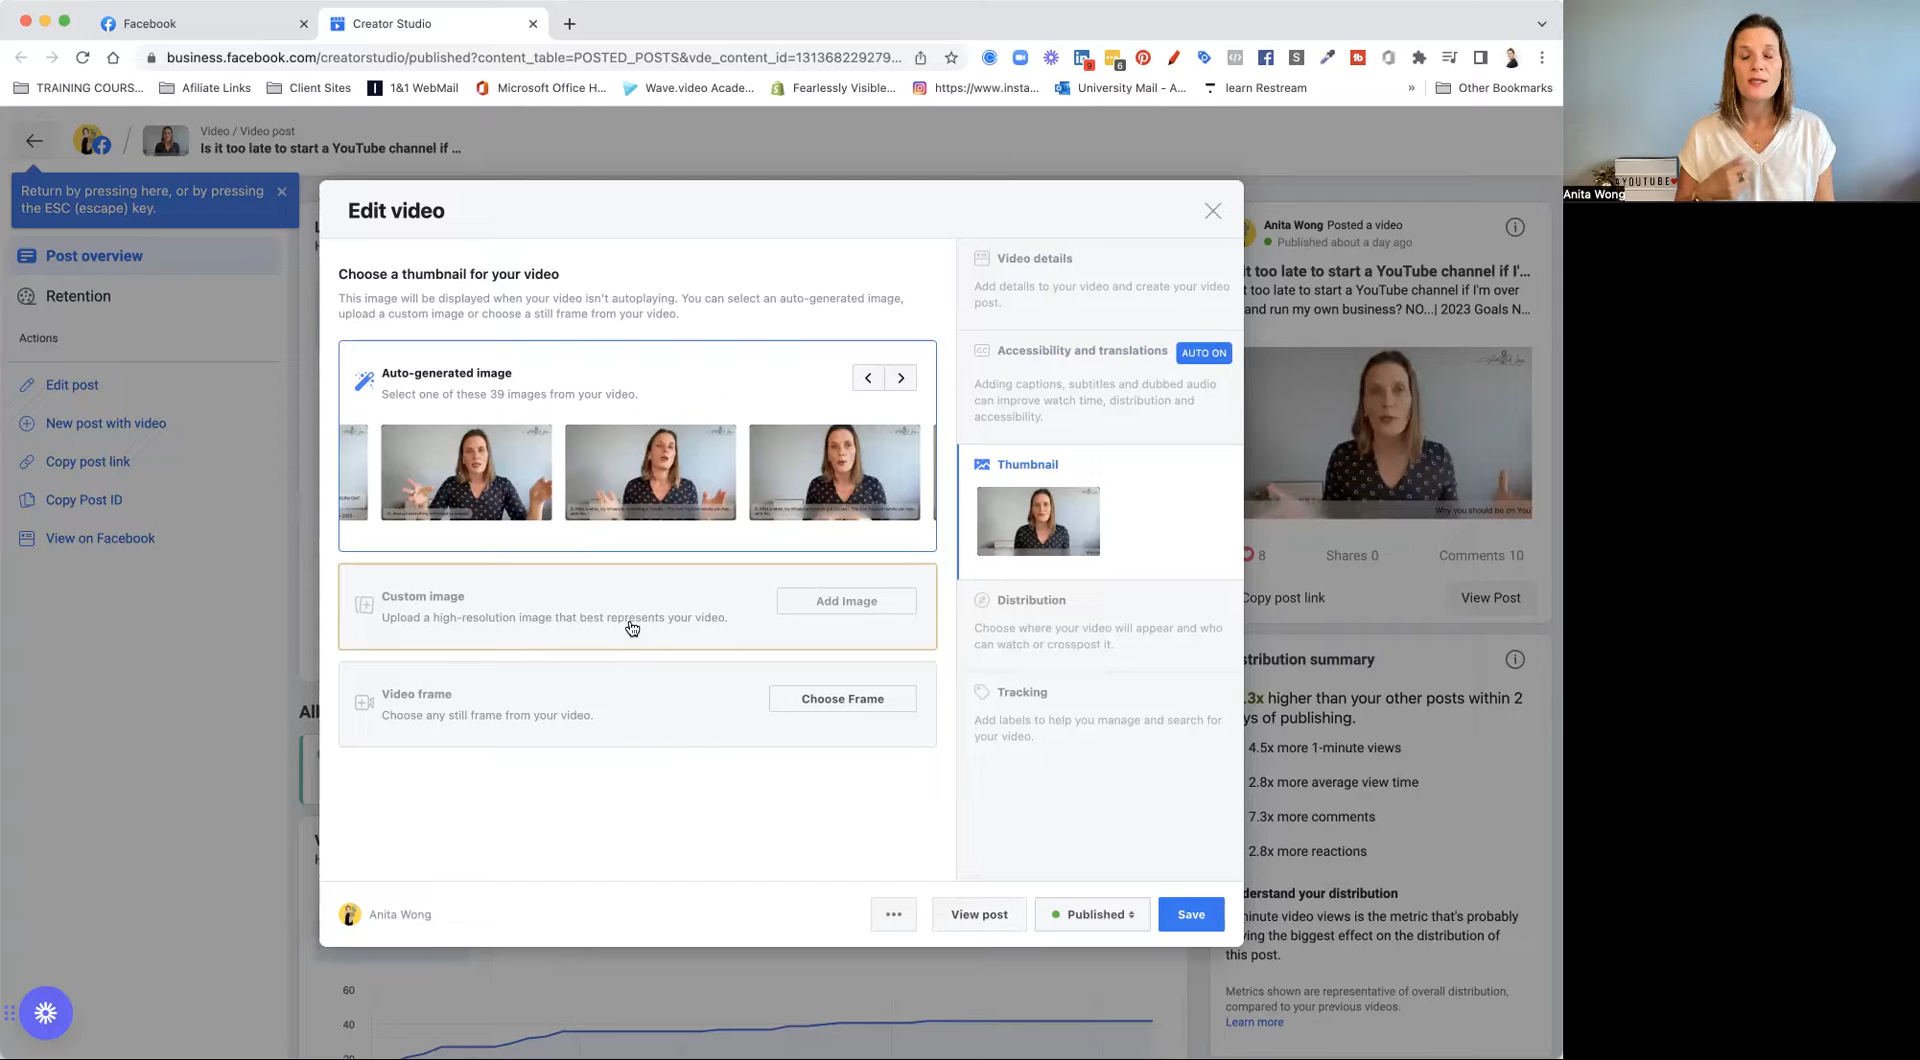 Facebook
Creator Studio
business.facebook.com/creatorstudio/published?content_table=POSTED_POSTS&vde_content_id=131368229279...
9
6
TRAINING COURS...
Afiliate Links
Client Sites
1&1 WebMail
Microsoft Office H...
Wave.video Acade...
Fearlessly Visible...
https://www.insta...
University Mail - A...
learn Restream
»
Other Bookmarks
Video / Video post
Is it too late to start a YouTube channel if ...
Return by pressing here, or by pressing
the ESC (escape) key.
Post overview
Retention
Actions
Edit post
New post with video
Copy post link
Copy Post ID
View on Facebook
Edit video
Choose a thumbnail for your video
This image will be displayed when your video isn't autoplaying. You can select an auto-generated image,
upload a custom image or choose a still frame from your video.
Auto-generated image
Select one of these 39 images from your video.
Custom image
Upload a high-resolution image that best represents your video.
Add Image
Video frame
Choose any still frame from your video.
Choose Frame
Video details
Add details to your video and create your video
post.
Accessibility and translations
AUTO ON
Adding captions, subtitles and dubbed audio
can improve watch time, distribution and
accessibility.
Thumbnail
Distribution
Choose where your video will appear and who
can watch or crosspost it.
Tracking
Add labels to help you manage and search for
your video.
Anita Wong
...
View post
Published
Save
Anita Wong Posted a video
Published about a day ago
it too late to start a YouTube channel if I'...
it too late to start a YouTube channel if I'm over
and run my own business? NO...| 2023 Goals N...
Why you should be on YouTube
8
Shares 0
Comments 10
Copy post link
View Post
stribution summary
.3x higher than your other posts within 2
ys of publishing.
4.5x more 1-minute views
2.8x more average view time
7.3x more comments
2.8x more reactions
derstand your distribution
minute video views is the metric that's probably
ving the biggest effect on the distribution of
this post.
Metrics shown are representative of overall distribution,
compared to your previous videos.
Learn more
All
60
40
20
YOUTUBE
Anita Wong